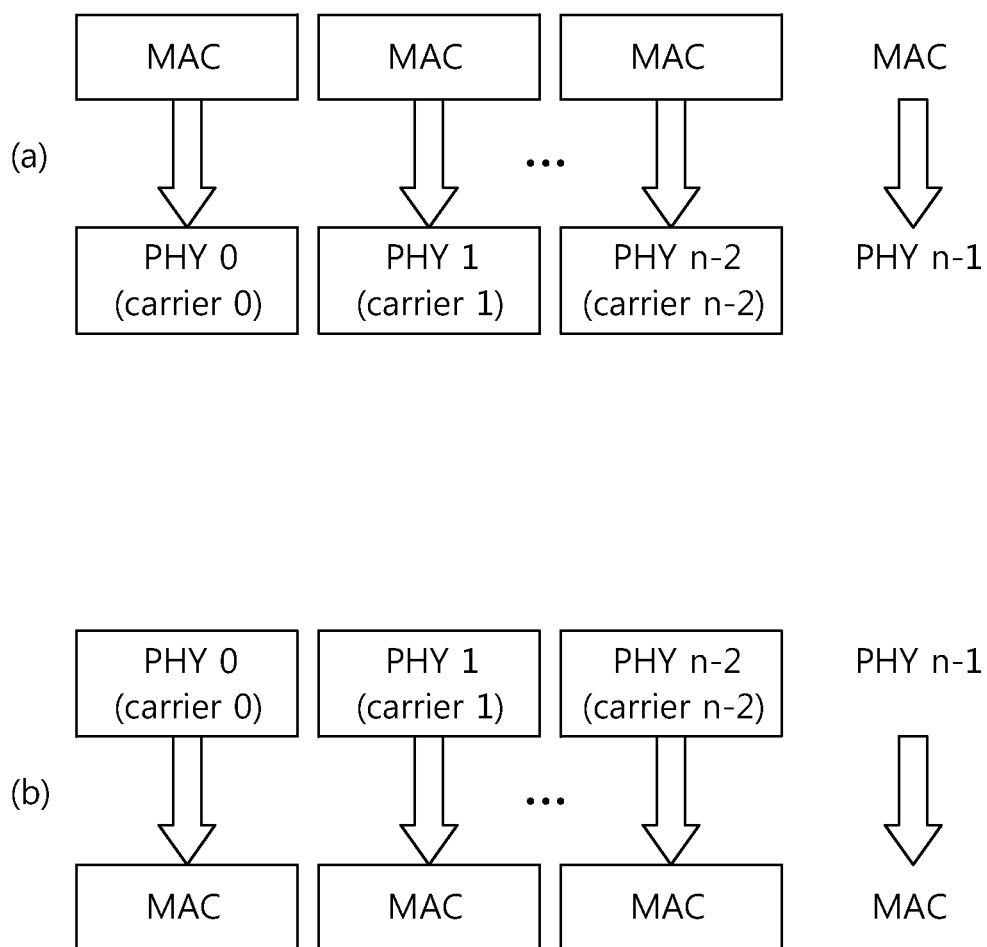 MAC MAC MAC MAC
(a) ...
PHY 0 PHY 1 PHY n-2 PHY n-1
(carrier 0) (carrier 1) (carrier n-2)
PHY 0 PHY 1 PHY n-2 PHY n-1
(carrier 0) (carrier 1) (carrier n-2)
(b) ...
MAC MAC MAC MAC